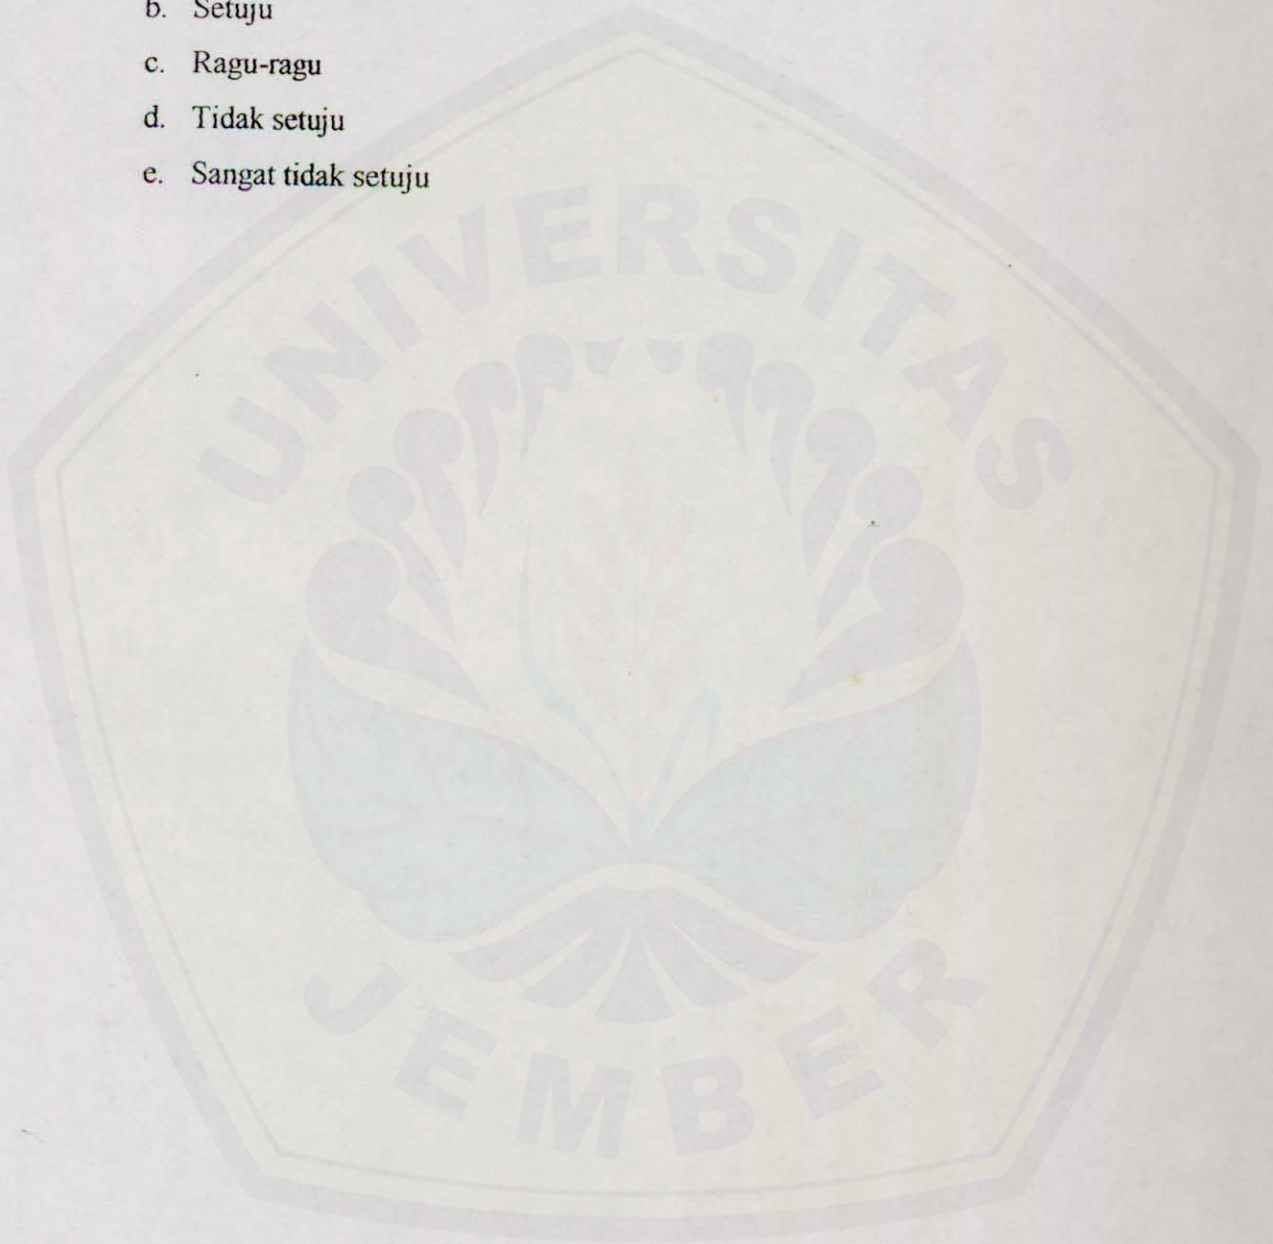 b. Setuju
c. Ragu-ragu
d. Tidak setuju
e. Sangat tidak setuju
UNIVERSITAS
JEMBER